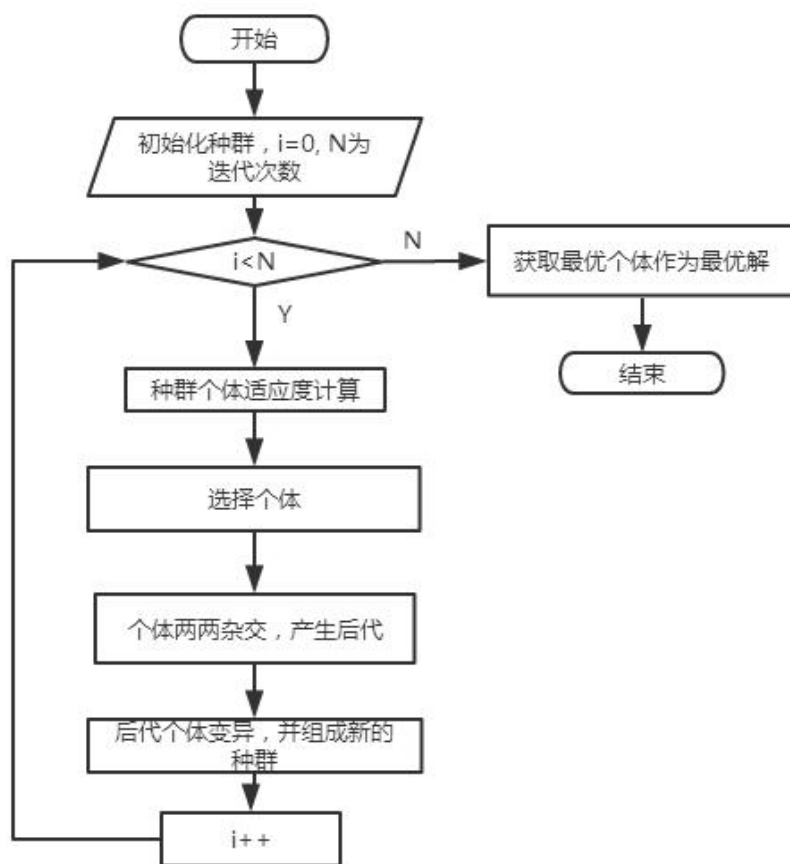 开始
初始化种群，i=0, N为
迭代次数
i<N
N
获取最优个体作为最优解
Y
结束
种群个体适应度计算
选择个体
个体两两杂交，产生后代
后代个体变异，并组成新的
种群
i++